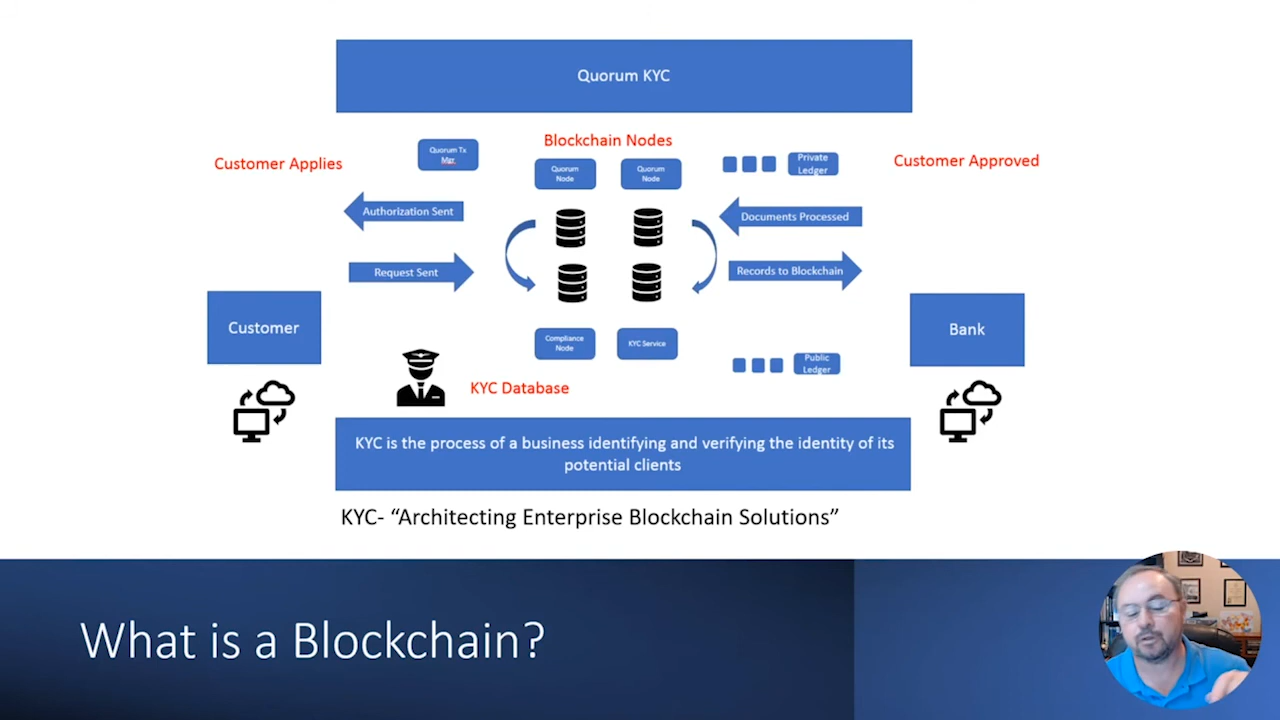 Quorum KYC
Blockchain Nodes
Customer Applies
Quorum Tx
Mgr
Quorum
Node
Quorum
Node
Private
Ledger
Customer Approved
Authorization Sent
Documents Processed
Request Sent
Records to Blockchain
Customer
Bank
Compliance
Node
KYC Service
Public
Ledger
KYC Database
KYC is the process of a business identifying and verifying the identity of its
potential clients
KYC- “Architecting Enterprise Blockchain Solutions”
What is a Blockchain?